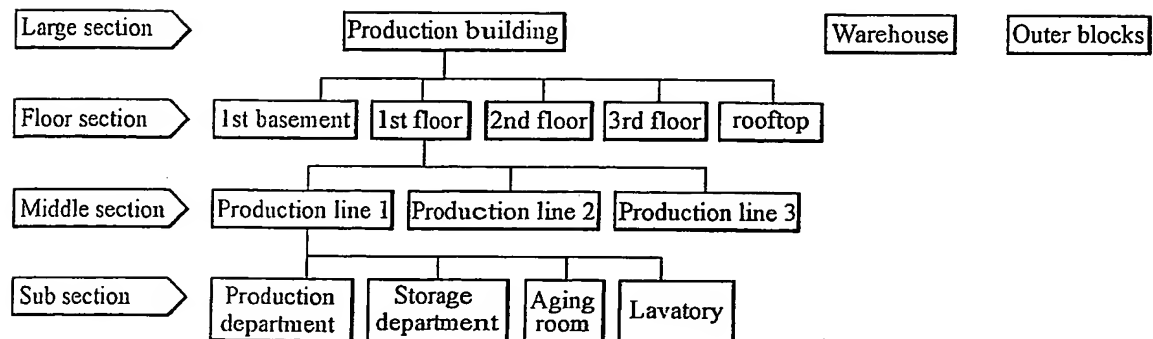 Large section
Production building
Warehouse
Outer blocks
Floor section
1st basement
1st floor
2nd floor
3rd floor
rooftop
Middle section
Production line 1
Production line 2
Production line 3
Sub section
Production
department
Storage
department
Aging
room
Lavatory